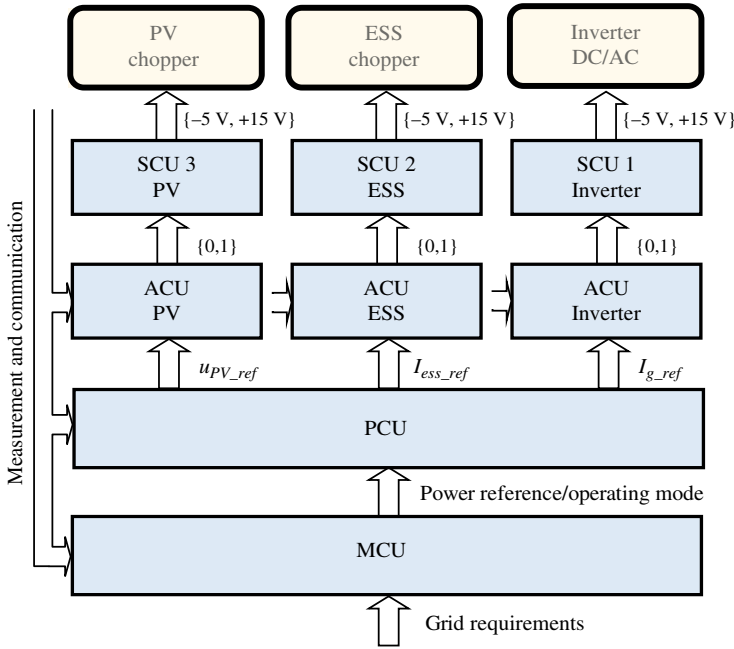 PV
chopper
ESS
chopper
Inverter
DC/AC
{–5 V, +15 V}
{–5 V, +15 V}
{–5 V, +15 V}
SCU 3
PV
SCU 2
ESS
SCU 1
Inverter
{0,1}
{0,1}
{0,1}
ACU
PV
ACU
ESS
ACU
Inverter
u_PV_ref
I_ess_ref
I_g_ref
PCU
Power reference/operating mode
MCU
Grid requirements
Measurement and communication